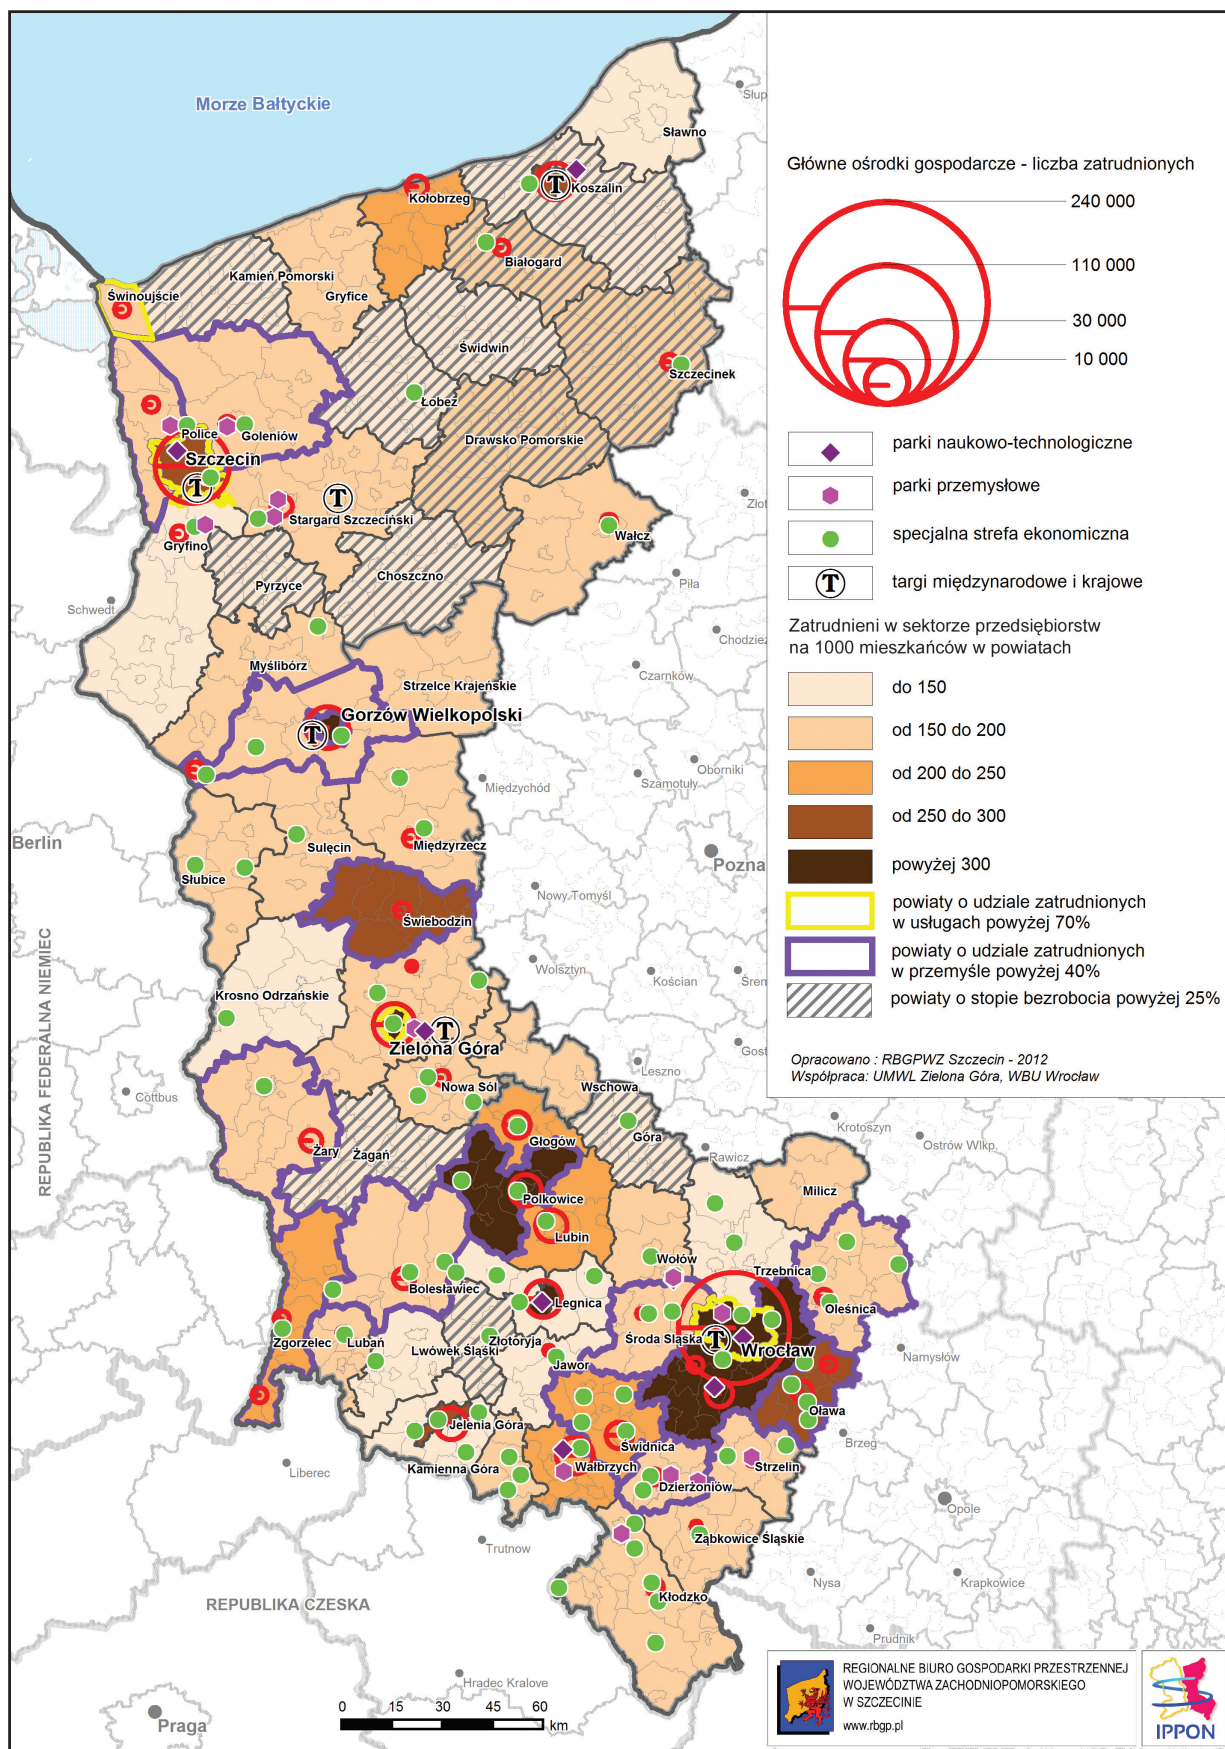 Morze Bałtyckie
Słup
Sławno
Koszalin
Kołobrzeg
Białogard
Kamień Pomorski
Gryfice
Świnoujście
Świdwin
Szczecinek
Łobez
Police
Goleniów
Drawsko Pomorskie
Szczecin
Stargard Szczeciński
Wałcz
Złot
Gryfino
Choszczno
Pyrzyce
Piła
Schwedt
Chodzież
Myślibórz
Czarnków
Strzelce Krajeńskie
Gorzów Wielkopolski
Oborniki
Międzychód
Szamotuły
Berlin
Sulęcin
Międzyrzecz
Słubice
Pozna
Nowy Tomyśl
Świebodzin
REPUBLIKA FEDERALNA NIEMIEC
Wolsztyn
Kościan
Śrem
Krosno Odrzańskie
Zielona Góra
Gost
Leszno
Cottbus
Nowa Sól
Wschowa
Krotoszyn
Góra
Głogów
Ostrów Wlkp.
Żary
Żagań
Rawicz
Milicz
Polkowice
Lubin
Wołów
Trzebnica
Bolesławiec
Legnica
Oleśnica
Zgorzelec
Lubań
Złotoryja
Środa Śląska
Lwówek Śląski
Wrocław
Namysłów
Jawor
Jelenia Góra
Oława
Świdnica
Brzeg
Liberec
Kamienna Góra
Wałbrzych
Strzelin
Dzierżoniów
Opole
Trutnow
Ząbkowice Śląskie
Nysa
Krapkowice
Kłodzko
REPUBLIKA CZESKA
Prudnik
Hradec Kralove
Praga
0 15 30 45 60
km
Główne ośrodki gospodarcze - liczba zatrudnionych
240 000
110 000
30 000
10 000
parki naukowo-technologiczne
parki przemysłowe
specjalna strefa ekonomiczna
T
targi międzynarodowe i krajowe
Zatrudnieni w sektorze przedsiębiorstw
na 1000 mieszkańców w powiatach
do 150
od 150 do 200
od 200 do 250
od 250 do 300
powyżej 300
powiaty o udziale zatrudnionych
w usługach powyżej 70%
powiaty o udziale zatrudnionych
w przemyśle powyżej 40%
powiaty o stopie bezrobocia powyżej 25%
Opracowano : RBGPWZ Szczecin - 2012
Współpraca: UMWL Zielona Góra, WBU Wrocław
REGIONALNE BIURO GOSPODARKI PRZESTRZENNEJ
WOJEWÓDZTWA ZACHODNIOPOMORSKIEGO
W SZCZECINIE
www.rbgp.pl
IPPON